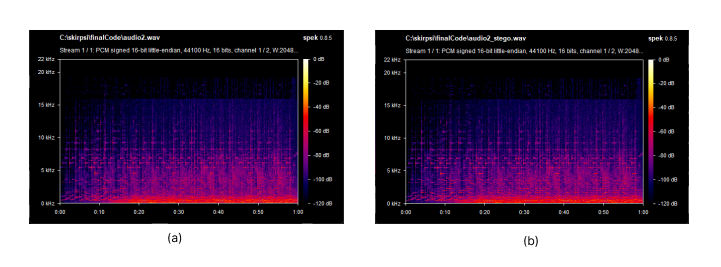 C:\skirpsi\finalCode\audio2.wav
spek 0.8.5
Stream 1 / 1: PCM signed 16-bit little-endian, 44100 Hz, 16 bits, channel 1 / 2, W:2048...
22 kHz
20 kHz
15 kHz
10 kHz
5 kHz
0 kHz
0:00 0:10 0:20 0:30 0:40 0:50 1:00
0 dB
-20 dB
-40 dB
-60 dB
-80 dB
-100 dB
-120 dB
(a)
C:\skirpsi\finalCode\audio2_stego.wav
spek 0.8.5
Stream 1 / 1: PCM signed 16-bit little-endian, 44100 Hz, 16 bits, channel 1 / 2, W:2048...
22 kHz
20 kHz
15 kHz
10 kHz
5 kHz
0 kHz
0:00 0:10 0:20 0:30 0:40 0:50 1:00
0 dB
-20 dB
-40 dB
-60 dB
-80 dB
-100 dB
-120 dB
(b)